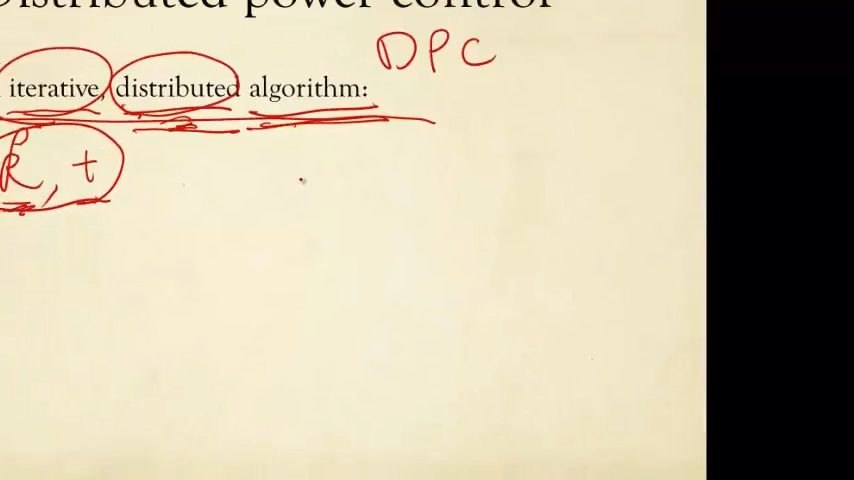 Distributed power control
DPC
iterative, distributed algorithm:
k, t